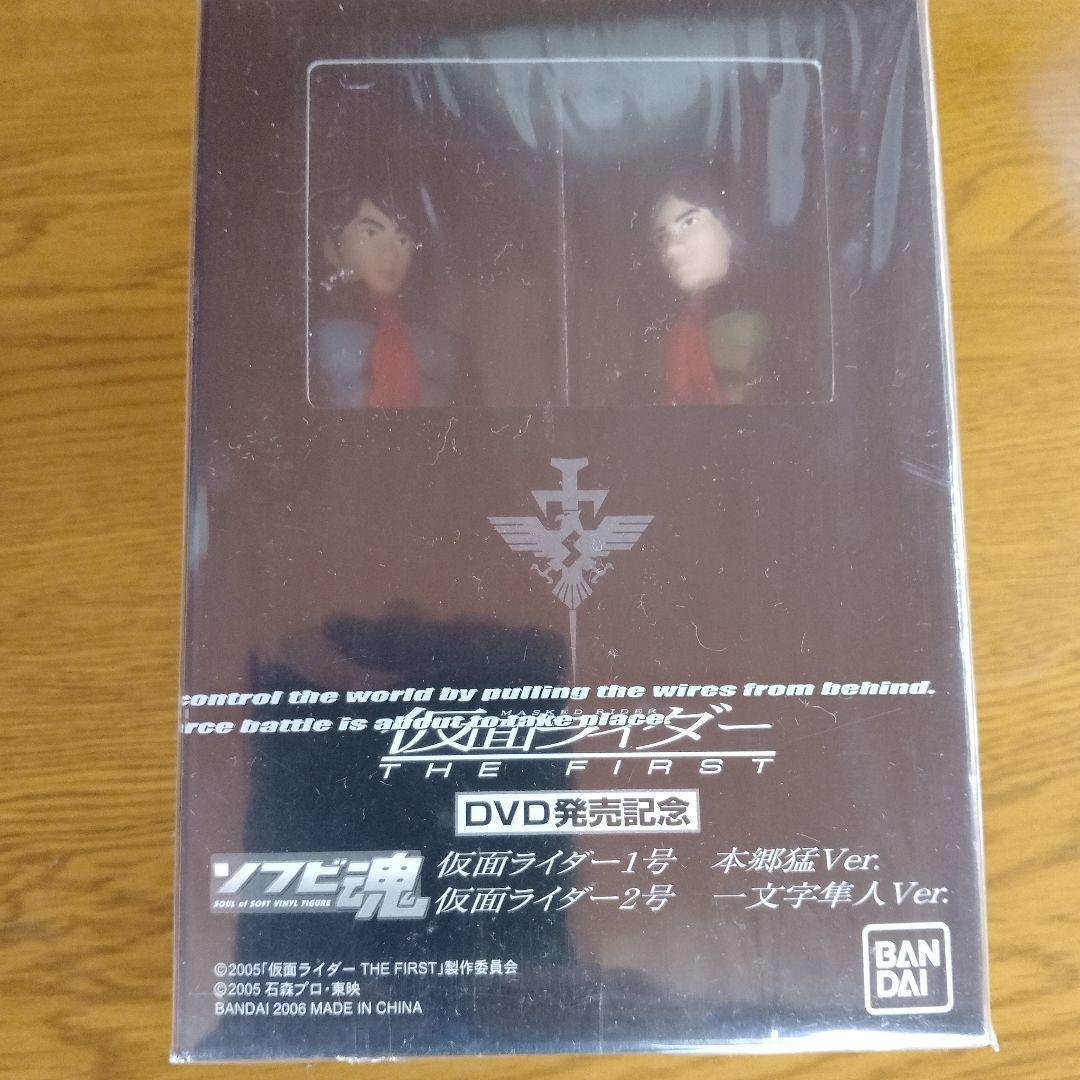 control the world by pulling the wires from behind.
rce battle is about to take place.
MASKED RIDER
仮面ライダー
THE FIRST
DVD発売記念
ソフビ魂
SOUL of SOFT VINYL FIGURE
仮面ライダー1号 本郷猛Ver.
仮面ライダー2号 一文字隼人Ver.
©2005「仮面ライダー THE FIRST」製作委員会
©2005 石森プロ・東映
BANDAI 2006 MADE IN CHINA
BAN
DAI